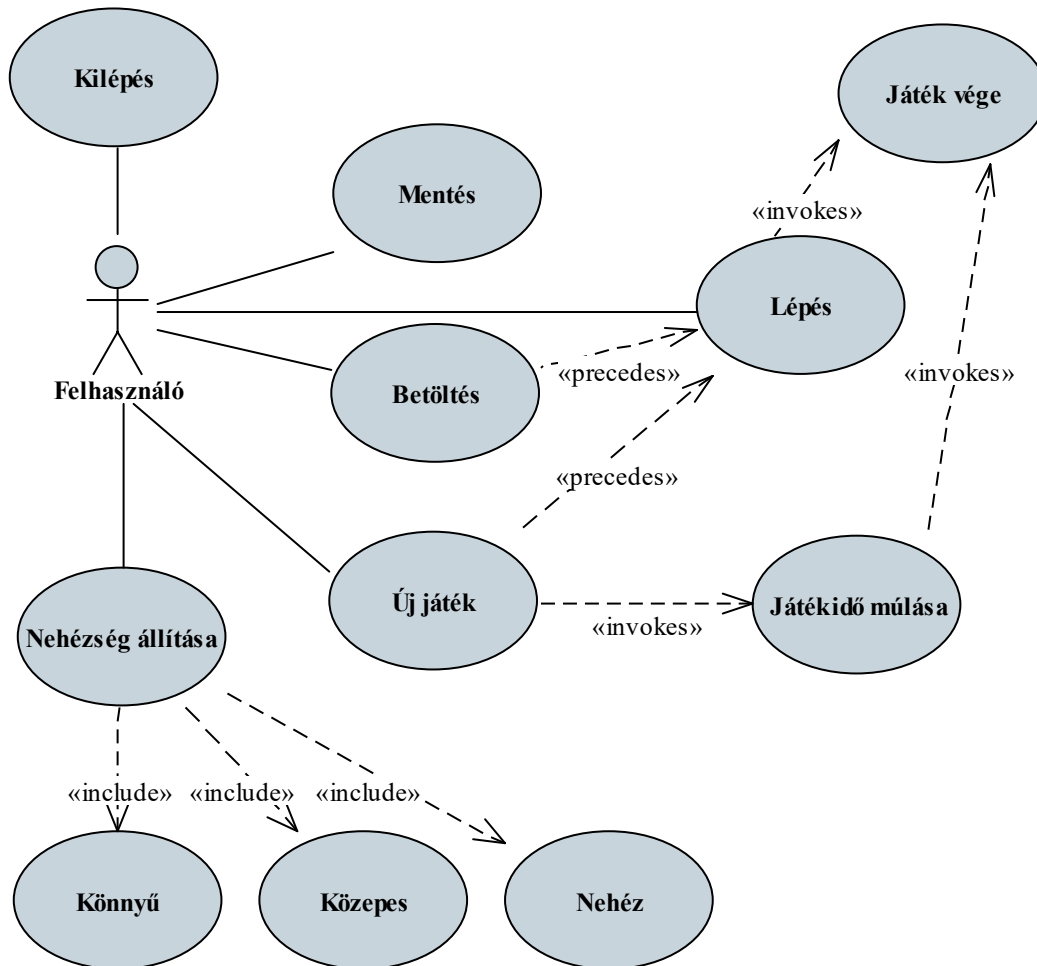 Kilépés
Játék vége
Mentés
«invokes»
Lépés
«precedes»
«invokes»
Felhasználó
Betöltés
«precedes»
Új játék
Játékidő múlása
«invokes»
Nehézség állítása
«include»
«include»
«include»
Könnyű
Közepes
Nehéz